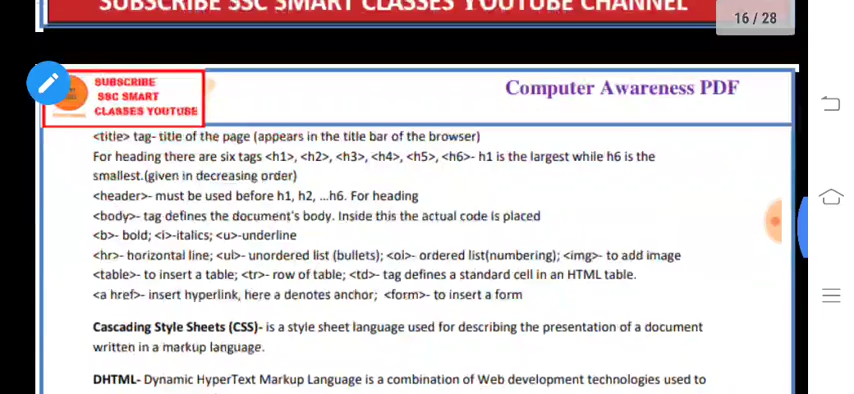 SUBSCRIBE SSC SMART CLASSES YOUTUBE CHANNEL
16 / 28
SUBSCRIBE
SSC SMART
CLASSES YOUTUBE
Computer Awareness PDF
<title> tag- title of the page (appears in the title bar of the browser)
For heading there are six tags <h1>, <h2>, <h3>, <h4>, <h5>, <h6>- h1 is the largest while h6 is the
smallest.(given in decreasing order)
<header>- must be used before h1, h2, ...h6. For heading
<body>- tag defines the document's body. Inside this the actual code is placed
<b>- bold; <i>-italics; <u>-underline
<hr>- horizontal line; <ul>- unordered list (bullets); <ol>- ordered list(numbering); <img>- to add image
<table>- to insert a table; <tr>- row of table; <td>- tag defines a standard cell in an HTML table.
<a href>- insert hyperlink, here a denotes anchor; <form>- to insert a form
Cascading Style Sheets (CSS)- is a style sheet language used for describing the presentation of a document
written in a markup language.
DHTML- Dynamic HyperText Markup Language is a combination of Web development technologies used to